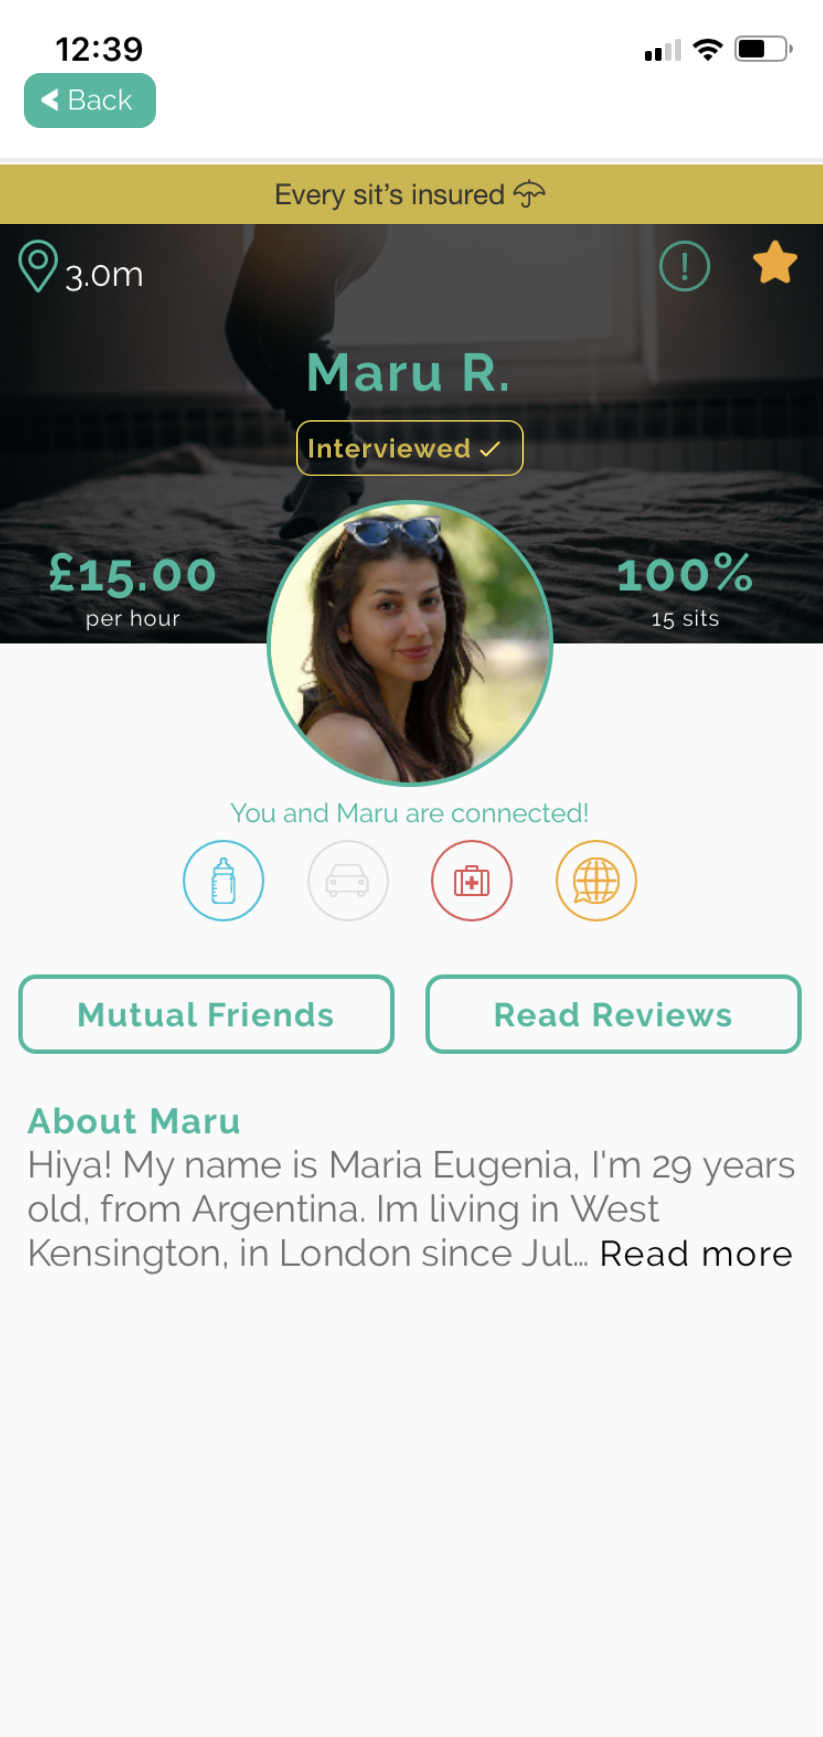 12:39
Back
Every sit's insured
3.0m
Maru R.
Interviewed ✓
£15.00
per hour
100%
15 sits
You and Maru are connected!
Mutual Friends
Read Reviews
About Maru
Hiya! My name is Maria Eugenia, I'm 29 years
old, from Argentina. Im living in West
Kensington, in London since Jul... Read more